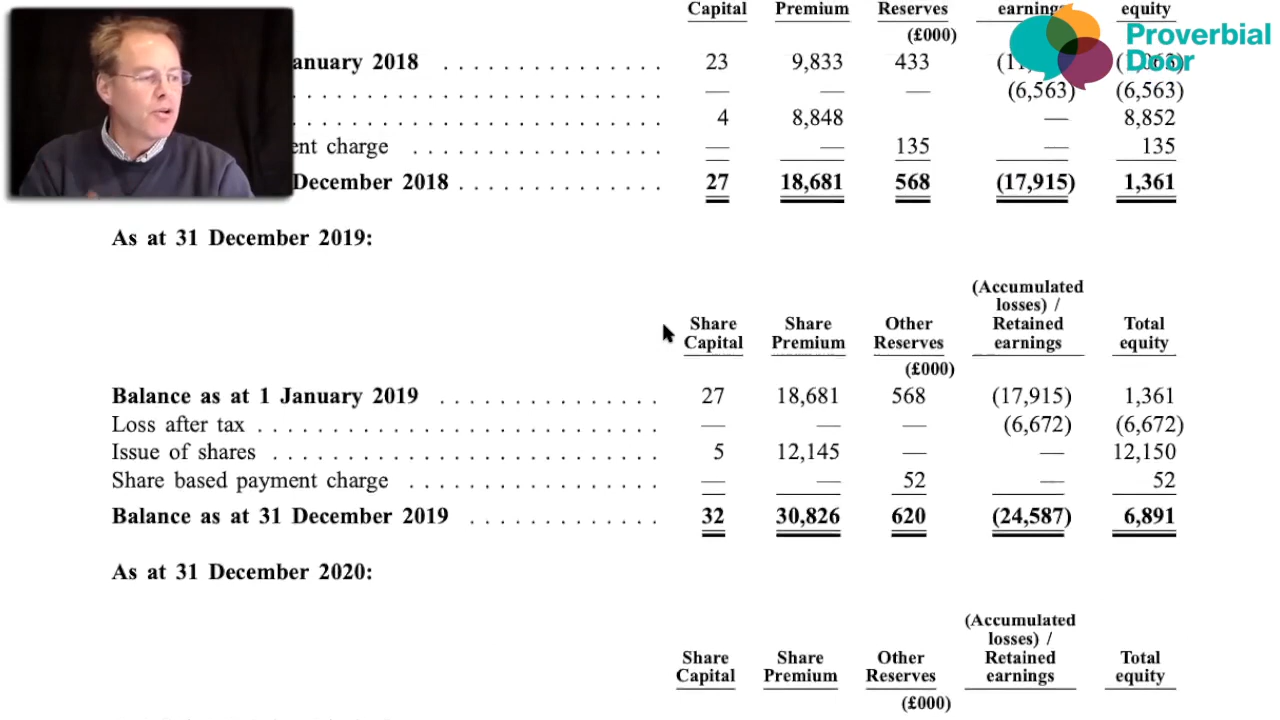 Capital Premium Reserves earnings equity
(£000)
Proverbial Door
anuary 2018 . . . . . . . . . . . . . . . 23 9,833 433
. . . . . . . . . . . . . . . . . . . . . . . . . . . — — — (6,563) (6,563)
. . . . . . . . . . . . . . . . . . . . . . . . . . . 4 8,848 — 8,852
ent charge . . . . . . . . . . . . . . . . . — — 135 — 135
December 2018 . . . . . . . . . . . . . . 27 18,681 568 (17,915) 1,361
As at 31 December 2019:
(Accumulated
losses) /
Share Share Other Retained Total
Capital Premium Reserves earnings equity
(£000)
Balance as at 1 January 2019 . . . . . . . . . . . . . . . 27 18,681 568 (17,915) 1,361
Loss after tax . . . . . . . . . . . . . . . . . . . . . . . . . . . . — — — (6,672) (6,672)
Issue of shares . . . . . . . . . . . . . . . . . . . . . . . . . . . 5 12,145 — — 12,150
Share based payment charge . . . . . . . . . . . . . . . . . — — 52 — 52
Balance as at 31 December 2019 . . . . . . . . . . . . . 32 30,826 620 (24,587) 6,891
As at 31 December 2020:
(Accumulated
losses) /
Share Share Other Retained Total
Capital Premium Reserves earnings equity
(£000)